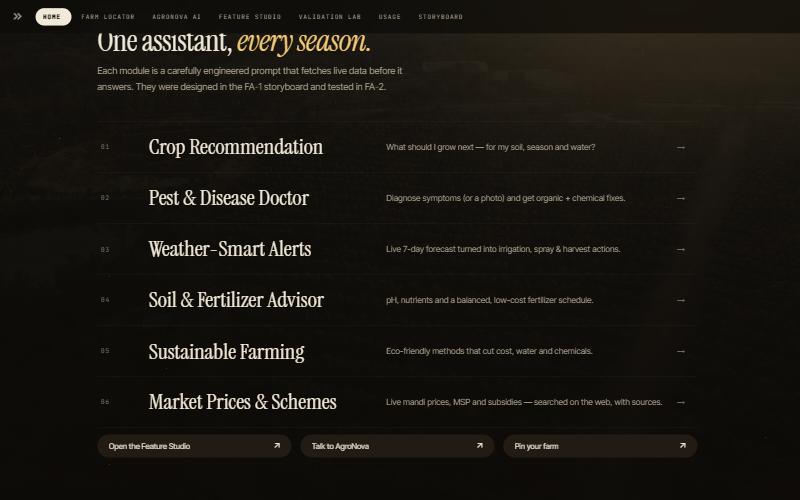 HOME FARM LOCATOR AGRONOVA AI FEATURE STUDIO VALIDATION LAB USAGE STORYBOARD
One assistant, every season.
Each module is a carefully engineered prompt that fetches live data before it
answers. They were designed in the FA-1 storyboard and tested in FA-2.
01 Crop Recommendation What should I grow next — for my soil, season and water? →
02 Pest & Disease Doctor Diagnose symptoms (or a photo) and get organic + chemical fixes. →
03 Weather-Smart Alerts Live 7-day forecast turned into irrigation, spray & harvest actions. →
04 Soil & Fertilizer Advisor pH, nutrients and a balanced, low-cost fertilizer schedule. →
05 Sustainable Farming Eco-friendly methods that cut cost, water and chemicals. →
06 Market Prices & Schemes Live mandi prices, MSP and subsidies — searched on the web, with sources. →
Open the Feature Studio Talk to AgroNova Pin your farm